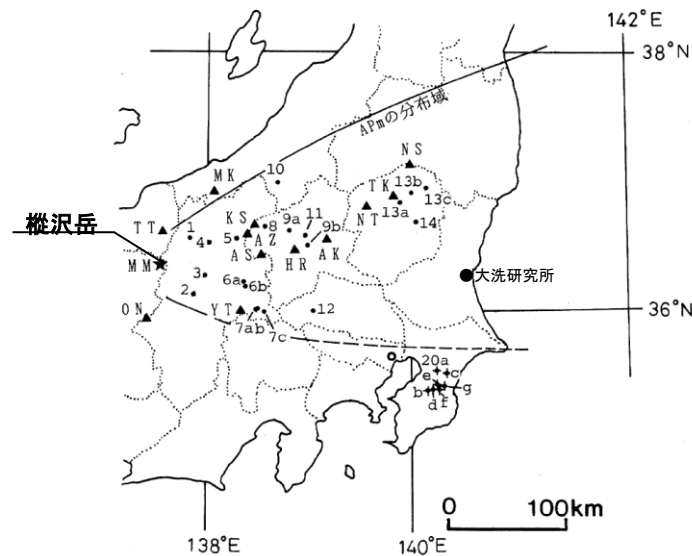 142°E
38°N
APmの分布域
NS
MK
10
TK
13b
13c
TT
KS
8
9a
11
NT
13a
樅沢岳
1
4
5
AZ
9b
14
MM
AS
HR
AK
大洗研究所
3
6a
6b
2
ON
YT
12
36°N
7ab
7c
20a
e
c
b
d
f
g
0
100km
138°E
140°E